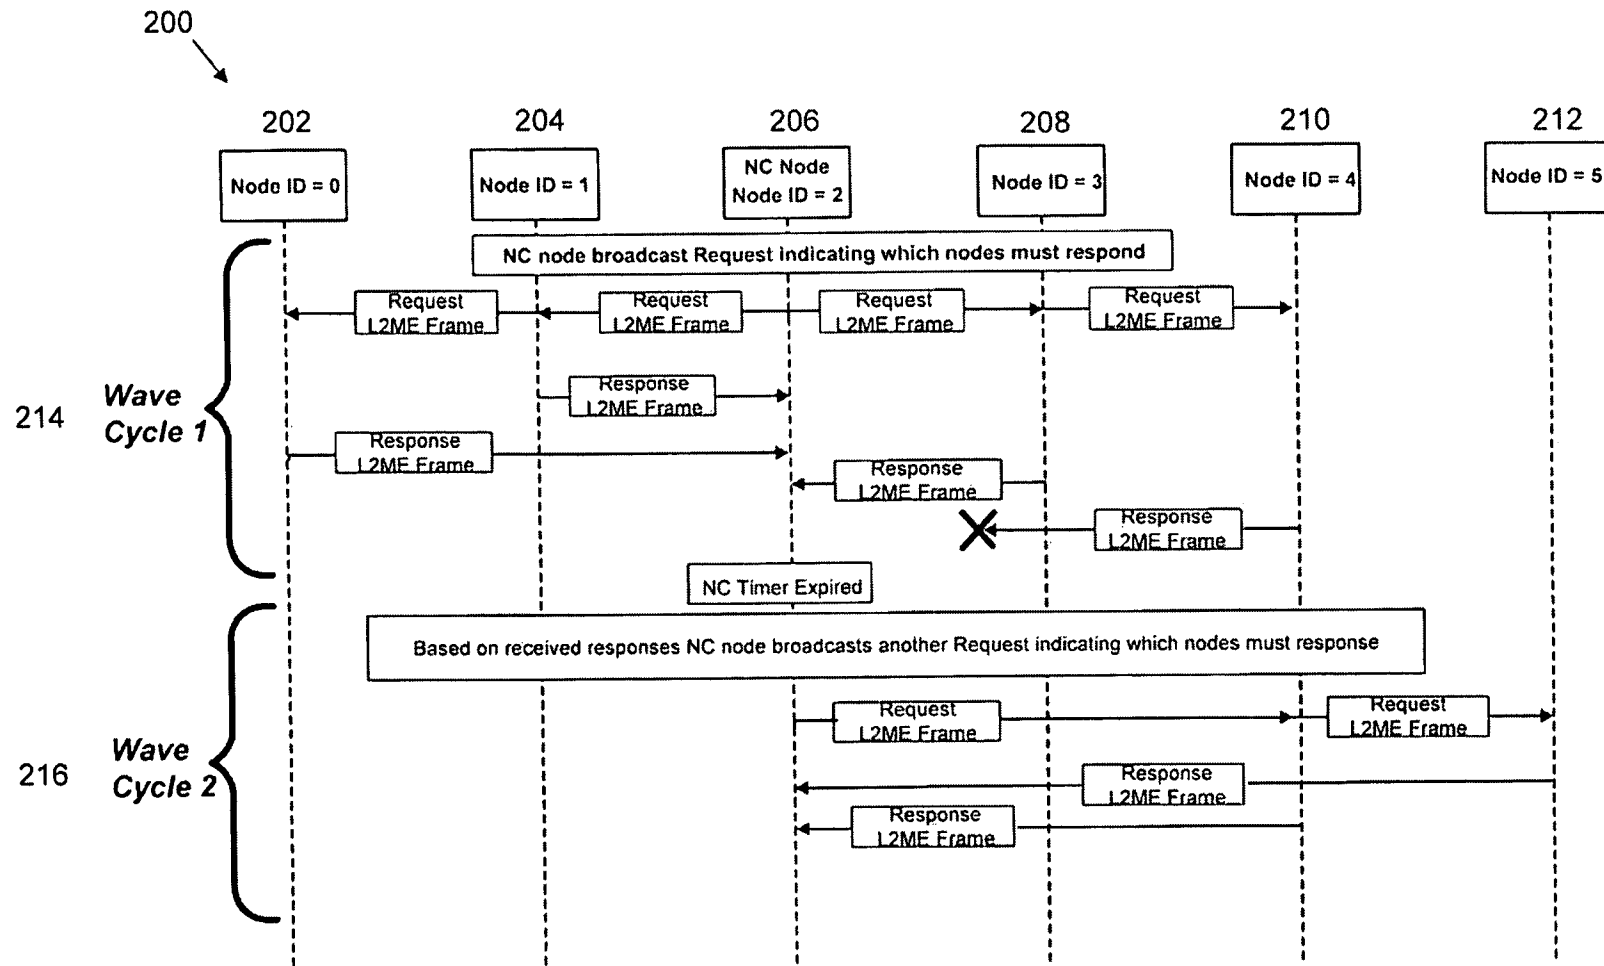 200
202
204
206
208
210
212
Node ID = 0
Node ID = 1
NC Node
Node ID = 2
Node ID = 3
Node ID = 4
Node ID = 5
NC node broadcast Request indicating which nodes must respond
Request
L2ME Frame
Request
L2ME Frame
Request
L2ME Frame
Request
L2ME Frame
214
Wave
Cycle 1
Response
L2ME Frame
Response
L2ME Frame
Response
L2ME Frame
Response
L2ME Frame
NC Timer Expired
Based on received responses NC node broadcasts another Request indicating which nodes must response
216
Wave
Cycle 2
Request
L2ME Frame
Request
L2ME Frame
Response
L2ME Frame
Response
L2ME Frame